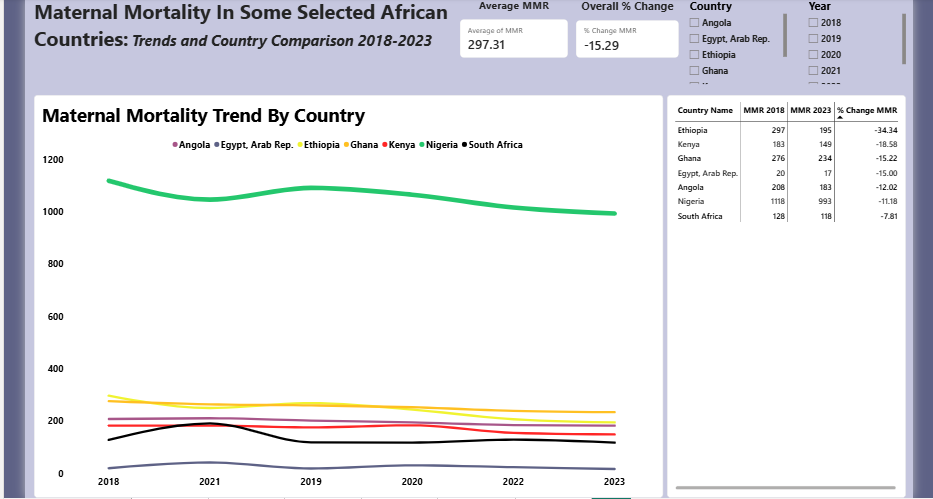 Maternal Mortality In Some Selected African
Countries: Trends and Country Comparison 2018-2023
Average MMR
Average of MMR
297.31
Overall % Change
% Change MMR
-15.29
Country
Angola
Egypt, Arab Rep.
Ethiopia
Ghana
Year
2018
2019
2020
2021
Maternal Mortality Trend By Country
Angola Egypt, Arab Rep. Ethiopia Ghana Kenya Nigeria South Africa
1200
1000
800
600
400
200
0
2018 2021 2019 2020 2022 2023
Country Name MMR 2018 MMR 2023 % Change MMR
Ethiopia 297 195 -34.34
Kenya 183 149 -18.58
Ghana 276 234 -15.22
Egypt, Arab Rep. 20 17 -15.00
Angola 208 183 -12.02
Nigeria 1118 993 -11.18
South Africa 128 118 -7.81